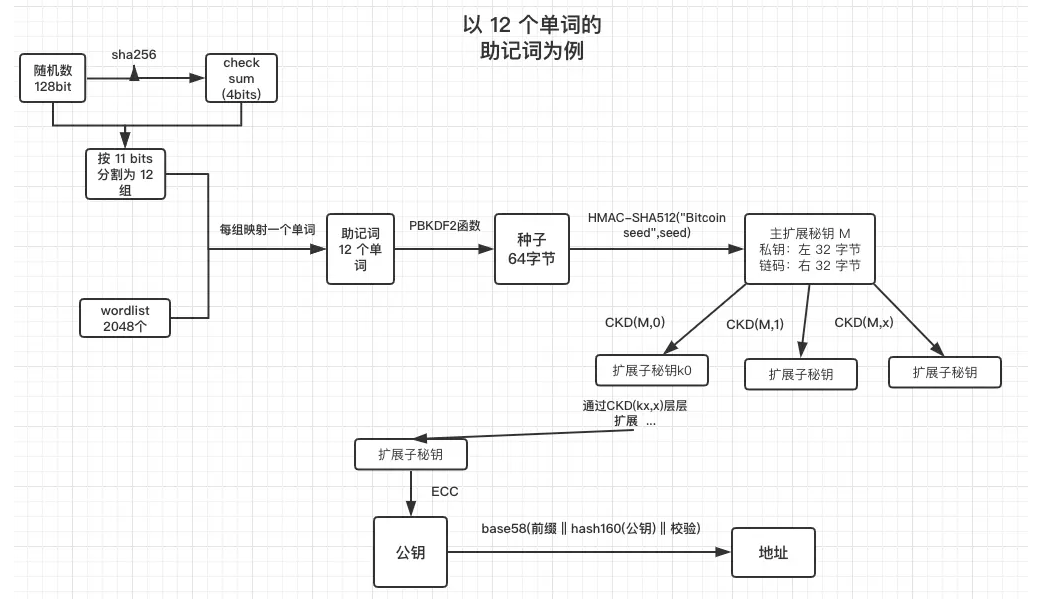 以 12 个单词的
助记词为例
随机数
128bit
sha256
check
sum
(4bits)
按 11 bits
分割为 12
组
每组映射一个单词
wordlist
2048个
助记词
12 个单
词
PBKDF2函数
种子
64字节
HMAC-SHA512("Bitcoin
seed",seed)
主扩展秘钥 M
私钥：左 32 字节
链码：右 32 字节
CKD(M,0)
CKD(M,1)
CKD(M,x)
扩展子秘钥k0
扩展子秘钥
扩展子秘钥
通过CKD(kx,x)层层
扩展 ...
扩展子秘钥
ECC
公钥
base58(前缀 || hash160(公钥) || 校验)
地址